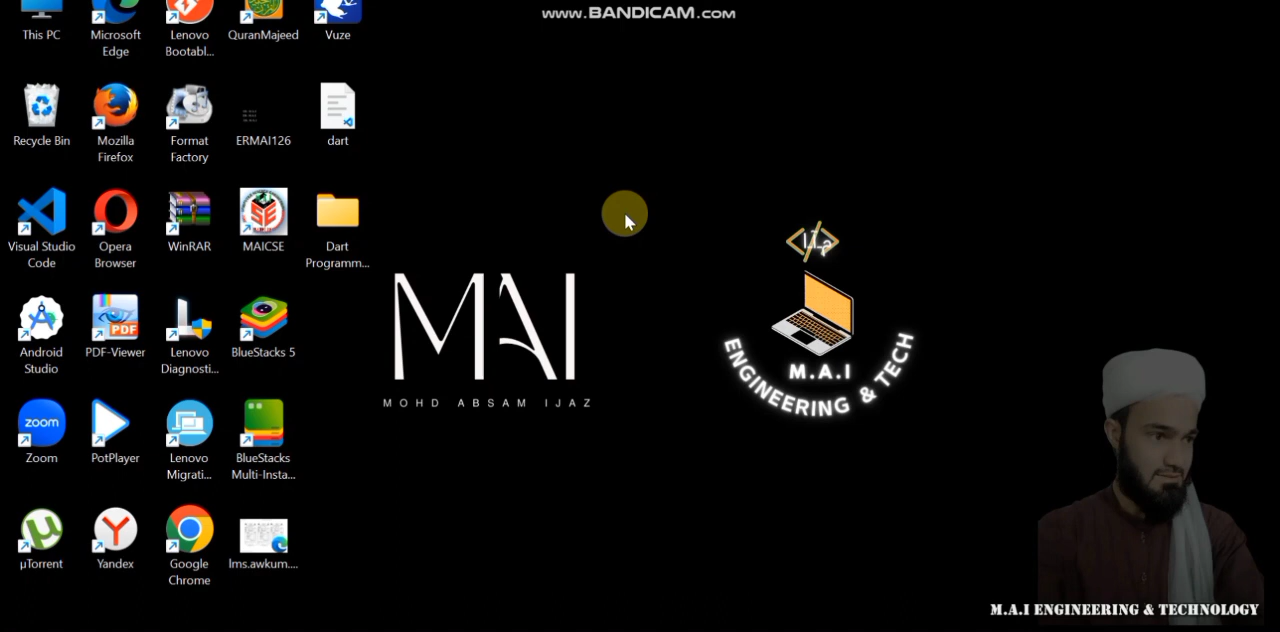 www.BANDICAM.com
This PC
Microsoft
Edge
Lenovo
Bootabl...
QuranMajeed
Vuze
Recycle Bin
Mozilla
Firefox
Format
Factory
ERMAI126
dart
Visual Studio
Code
Opera
Browser
WinRAR
SE
MAICSE
Dart
Programm...
Android
Studio
PDF
PDF-Viewer
Lenovo
Diagnosti...
BlueStacks 5
zoom
Zoom
PotPlayer
Lenovo
Migrati...
BlueStacks
Multi-Insta...
µTorrent
Yandex
Google
Chrome
lms.awkum....
MAI
MOHD ABSAM IJAZ
M.A.I
ENGINEERING & TECH
M.A.I ENGINEERING & TECHNOLOGY